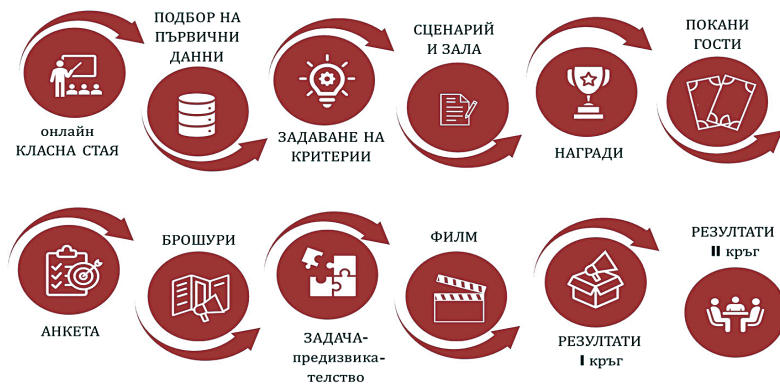 онлайн
КЛАСНА СТАЯ
ПОДБОР НА
ПЪРВИЧНИ
ДАННИ
ЗАДАВАНЕ НА
КРИТЕРИИ
СЦЕНАРИЙ
И ЗАЛА
НАГРАДИ
ПОКАНИ
ГОСТИ
АНКЕТА
БРОШУРИ
ЗАДАЧА-
предизвика-
телство
ФИЛМ
РЕЗУЛТАТИ
I кръг
РЕЗУЛТАТИ
II кръг